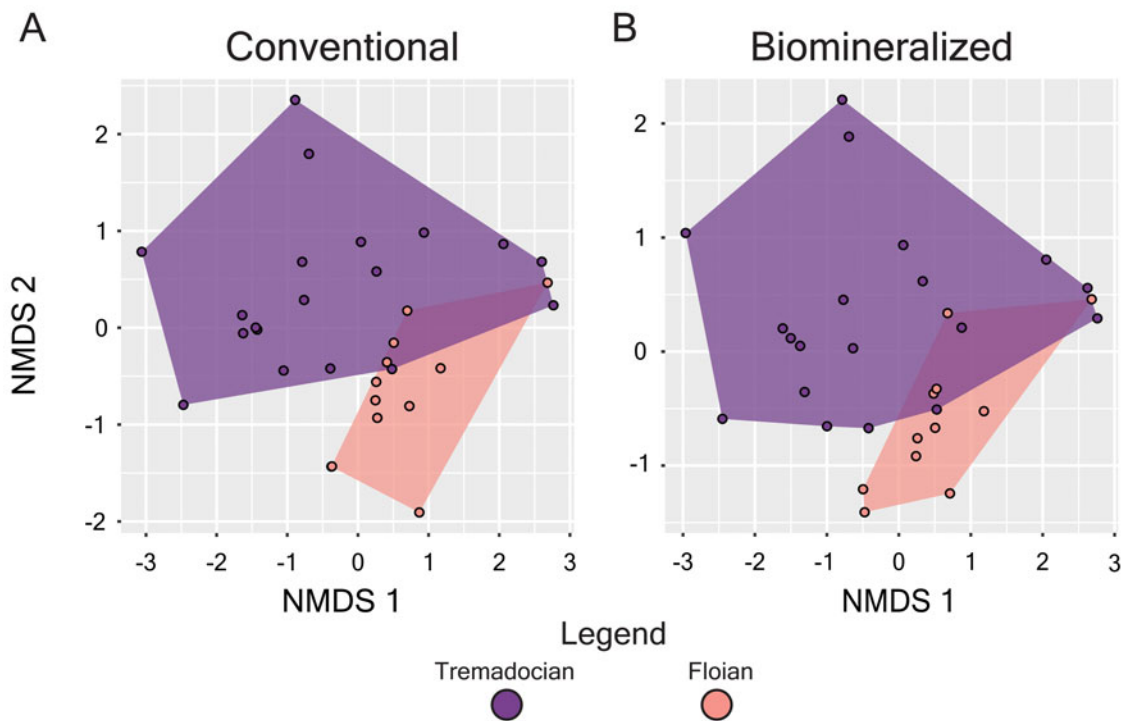 A
Conventional
B
Biomineralized
NMDS 2
2
1
0
-1
-2
2
1
0
-1
-3 -2 -1 0 1 2 3
-3 -2 -1 0 1 2 3
NMDS 1
NMDS 1
Legend
Tremadocian
Floian